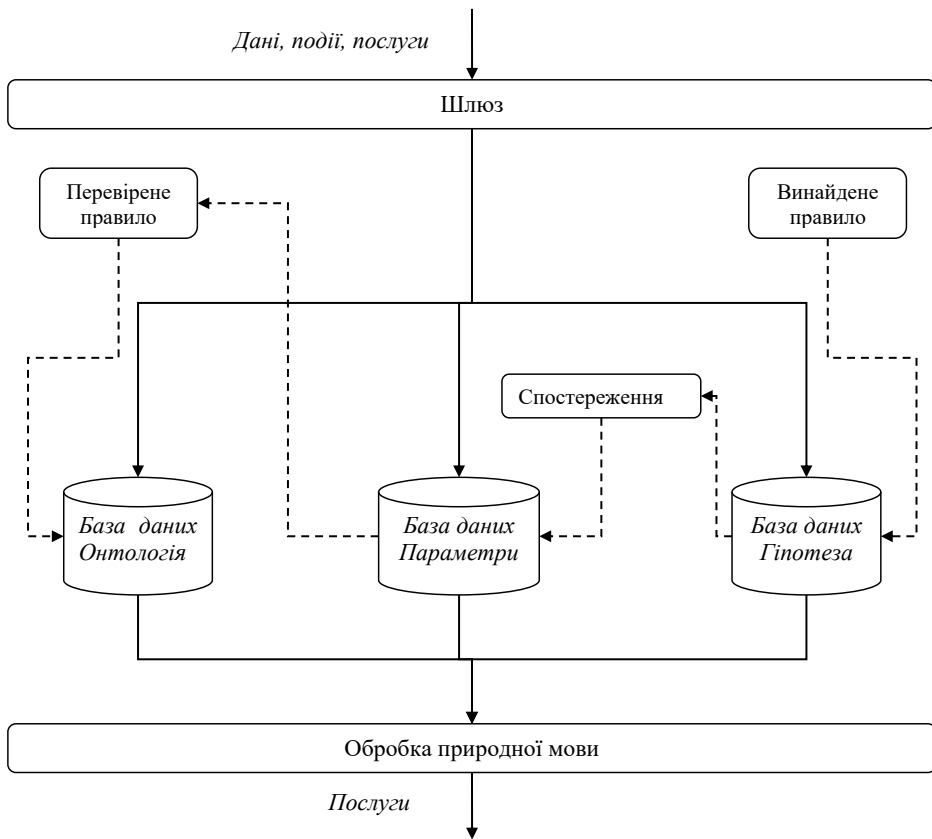 Дані, події, послуги
Шлюз
Перевірене
правило
Винайдене
правило
Спостереження
База даних
Онтологія
База даних
Параметри
База даних
Гіпотеза
Обробка природної мови
Послуги